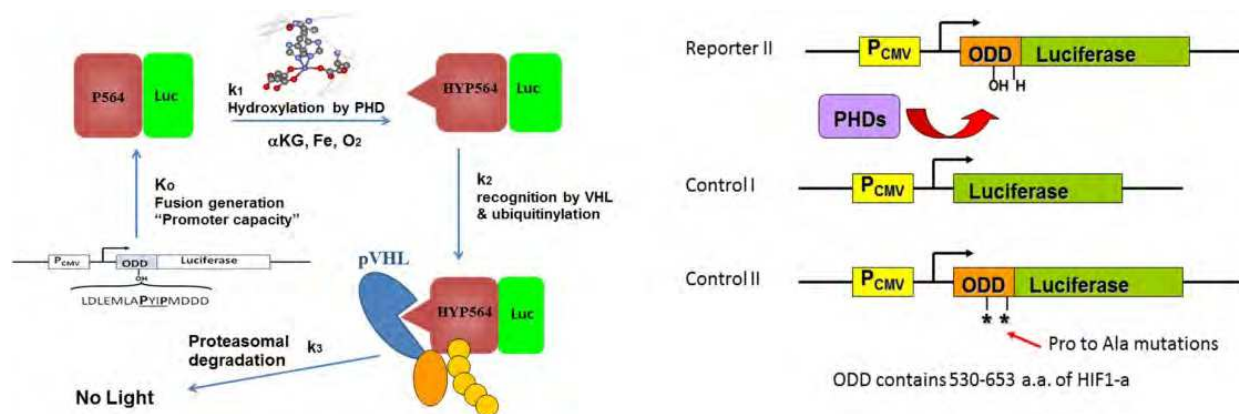 P564
Luc
k1
Hydroxylation by PHD
αKG, Fe, O2
HYP564
Luc
Ko
Fusion generation
"Promoter capacity"
k2
recognition by VHL
& ubiquitinylation
PCMV
ODD
Luciferase
OH
LDLEMLAPYIPMDDD
pVHL
HYP564
Luc
Proteasomal
degradation
k3
No Light
Reporter II
PCMV
ODD
Luciferase
OH
H
PHDs
Control I
PCMV
Luciferase
Control II
PCMV
ODD
Luciferase
* *
Pro to Ala mutations
ODD contains 530-653 a.a. of HIF1-a